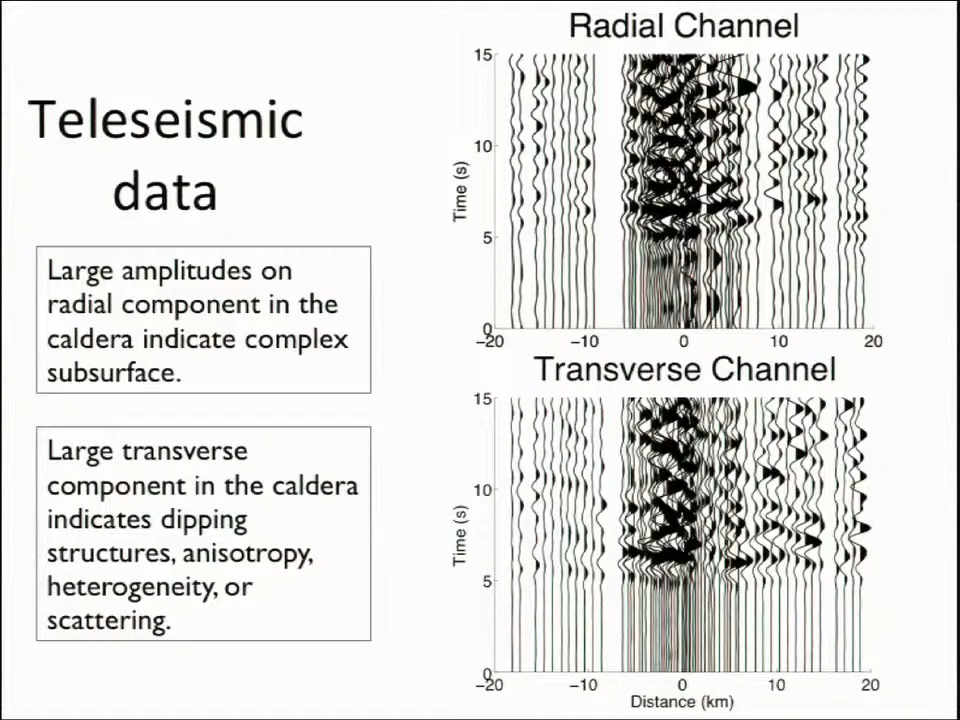 Teleseismic
data
Large amplitudes on
radial component in the
caldera indicate complex
subsurface.
Large transverse
component in the caldera
indicates dipping
structures, anisotropy,
heterogeneity, or
scattering.
Radial Channel
15
10
5
0
Time (s)
−20
−10
0
10
20
Transverse Channel
15
10
5
0
Time (s)
−20
−10
0
10
20
Distance (km)